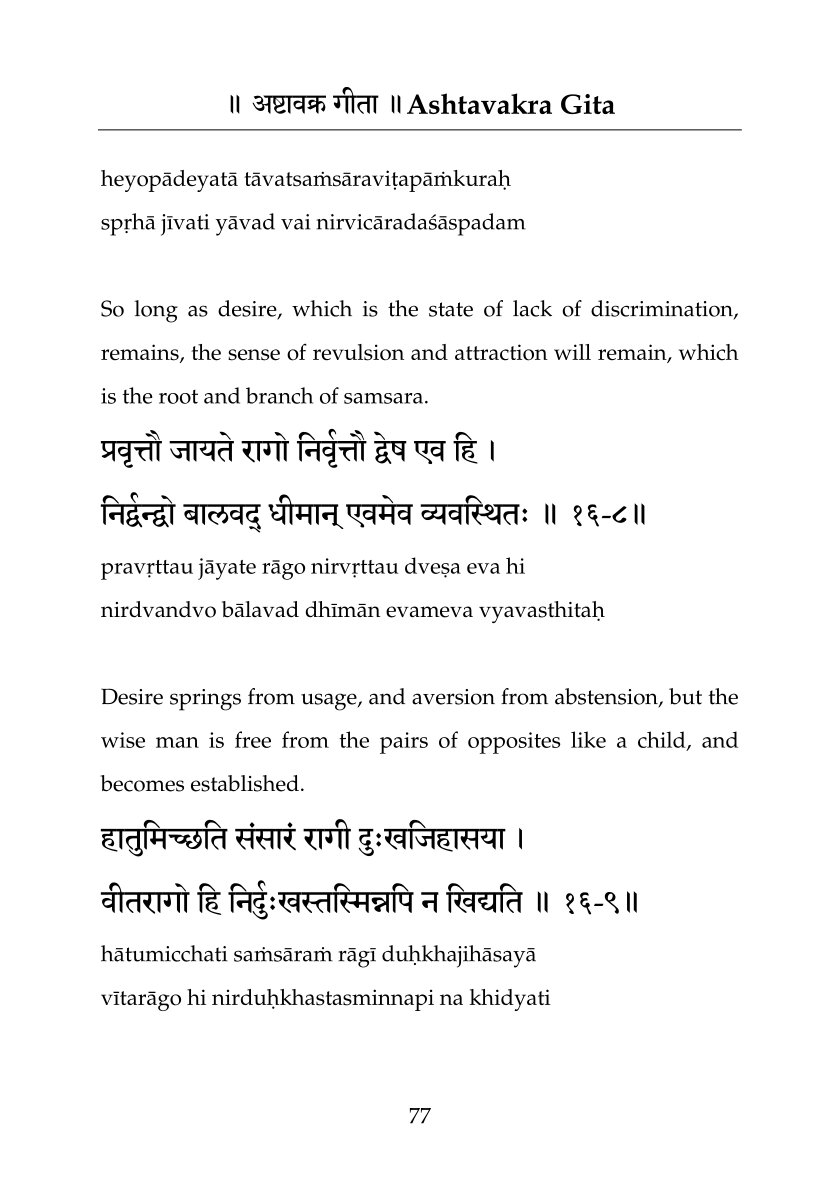 ॥ अष्टावक्र गीता ॥ Ashtavakra Gita
heyopādeyatā tāvatsaṁsāraviṭapāṁkuraḥ
spṛhā jīvati yāvad vai nirvicāradaśāspadam
So long as desire, which is the state of lack of discrimination,
remains, the sense of revulsion and attraction will remain, which
is the root and branch of samsara.
प्रवृत्तौ जायते रागो निर्वृत्तौ द्वेष एव हि ।
निर्द्वन्द्वो बालवद् धीमान् एवमेव व्यवस्थितः ॥ १६-८॥
pravṛttau jāyate rāgo nirvṛttau dveṣa eva hi
nirdvandvo bālavad dhīmān evameva vyavasthitaḥ
Desire springs from usage, and aversion from abstension, but the
wise man is free from the pairs of opposites like a child, and
becomes established.
हातुमिच्छति संसारं रागी दुःखजिहासया ।
वीतरागो हि निर्दुःखस्तस्मिन्नपि न खिद्यति ॥ १६-९॥
hātumicchati saṁsāraṁ rāgī duḥkhajihāsayā
vītarāgo hi nirduḥkhastasminnapi na khidyati
77